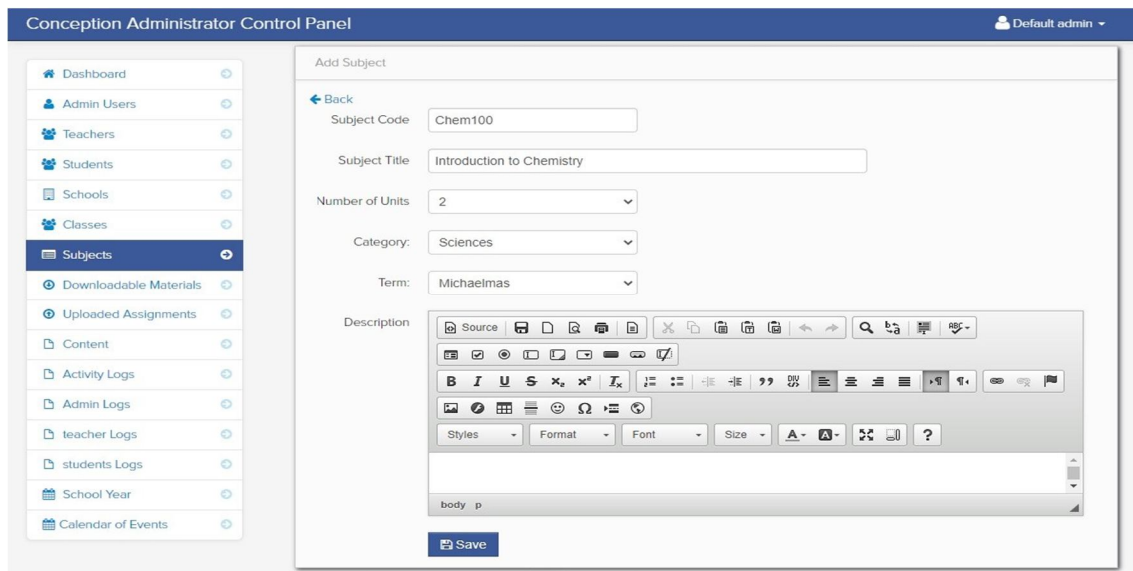 Conception Administrator Control Panel
Default admin
Dashboard
Admin Users
Teachers
Students
Schools
Classes
Subjects
Downloadable Materials
Uploaded Assignments
Content
Activity Logs
Admin Logs
teacher Logs
students Logs
School Year
Calendar of Events
Add Subject
Back
Subject Code Chem100
Subject Title Introduction to Chemistry
Number of Units 2
Category: Sciences
Term: Michaelmas
Description
Source
B I U S x₂ x² Iₓ
Styles Format Font Size A A ?
body p
Save